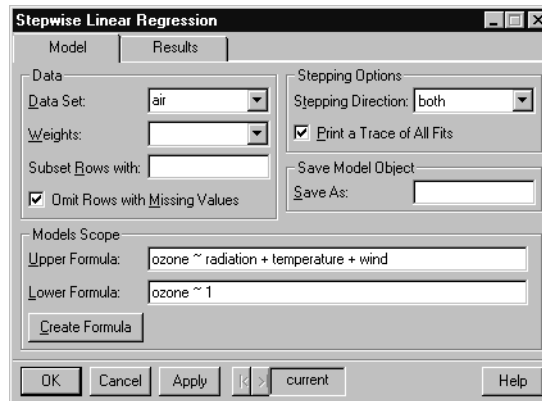 Stepwise Linear Regression
Model Results
Data
Data Set: air
Weights:
Subset Rows with:
Omit Rows with Missing Values
Stepping Options
Stepping Direction: both
Print a Trace of All Fits
Save Model Object
Save As:
Models Scope
Upper Formula: ozone ~ radiation + temperature + wind
Lower Formula: ozone ~ 1
Create Formula
OK Cancel Apply current Help